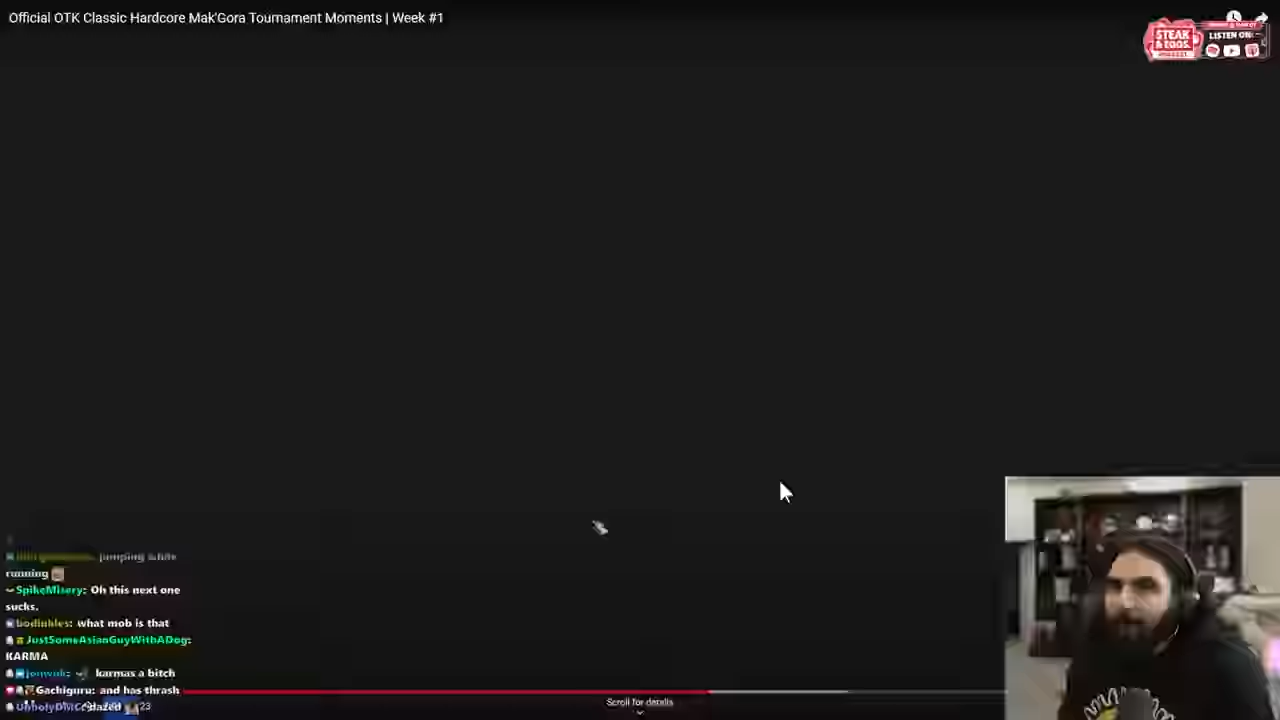 Official OTK Classic Hardcore Mak'Gora Tournament Moments | Week #1
STEAK
& EGGS
LISTEN ON:
jumping while
running
SpikeMisery: Oh this next one
sucks.
bodinkles: what mob is that
JustSomeAsianGuyWithADog:
KARMA
karmas a bitch
Gachiguru: and has thrash
dazed
23
Scroll for details